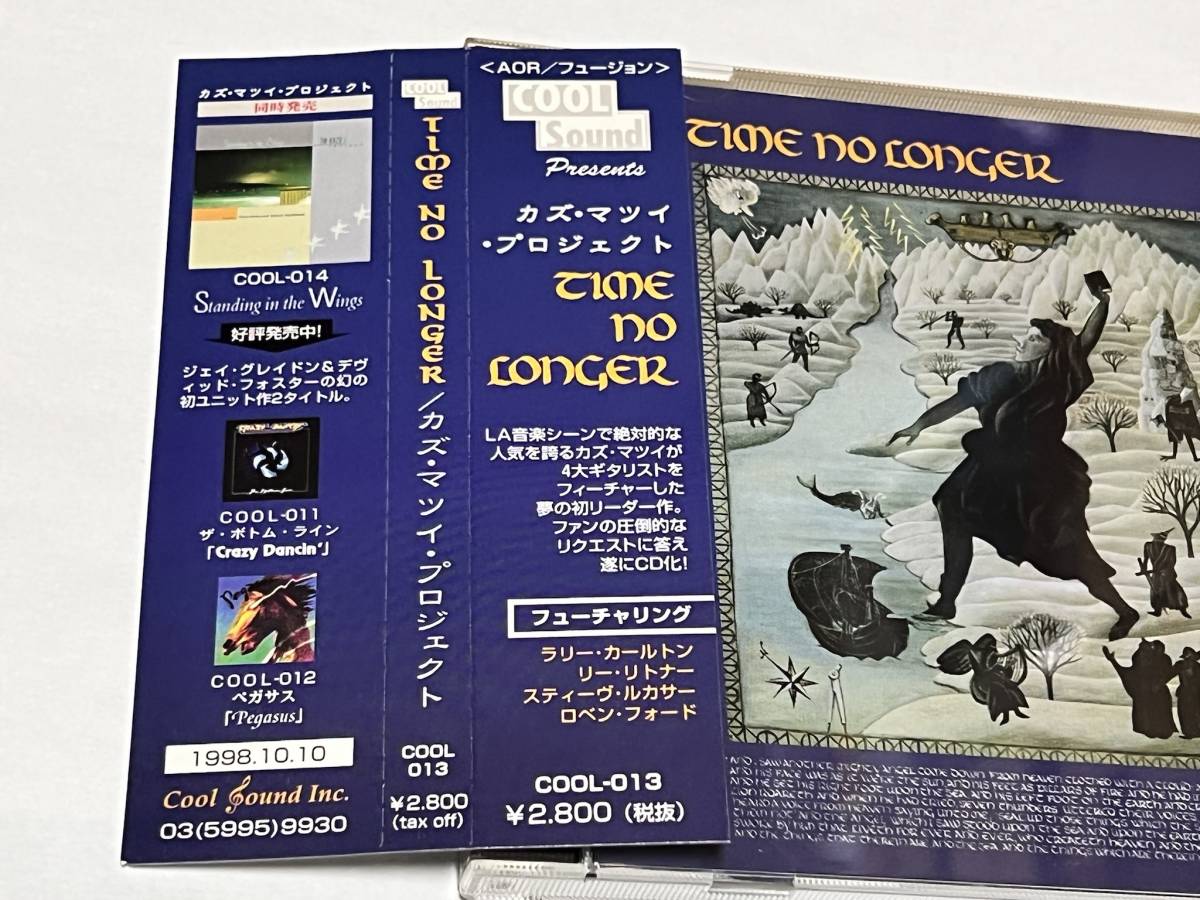 カズ・マツイ・プロジェクト
同時発売
COOL-014
Standing in the Wings
好評発売中!
ジェイ・グレイドン&デヴ
ィッド・フォスターの幻の
初ユニット作2タイトル。
COOL-011
ザ・ボトム・ライン
「Crazy Dancin'」
COOL-012
ペガサス
「Pegasus」
1998.10.10
Cool Sound Inc.
03(5995)9930
COOL
Sound
TIME NO LONGER/カズ・マツイ・プロジェクト
COOL
013
¥2.800
(tax off)
<AOR/フュージョン>
COOL
Sound
Presents
カズ・マツイ
・プロジェクト
TIME
NO
LONGER
LA音楽シーンで絶対的な
人気を誇るカズ・マツイが
4大ギタリストを
フィーチャーした
夢の初リーダー作。
ファンの圧倒的な
リクエストに答え
遂にCD化!
フューチャリング
ラリー・カールトン
リー・リトナー
スティーヴ・ルカサー
ロベン・フォード
COOL-013
¥2.800(税抜)
TIME NO LONGER